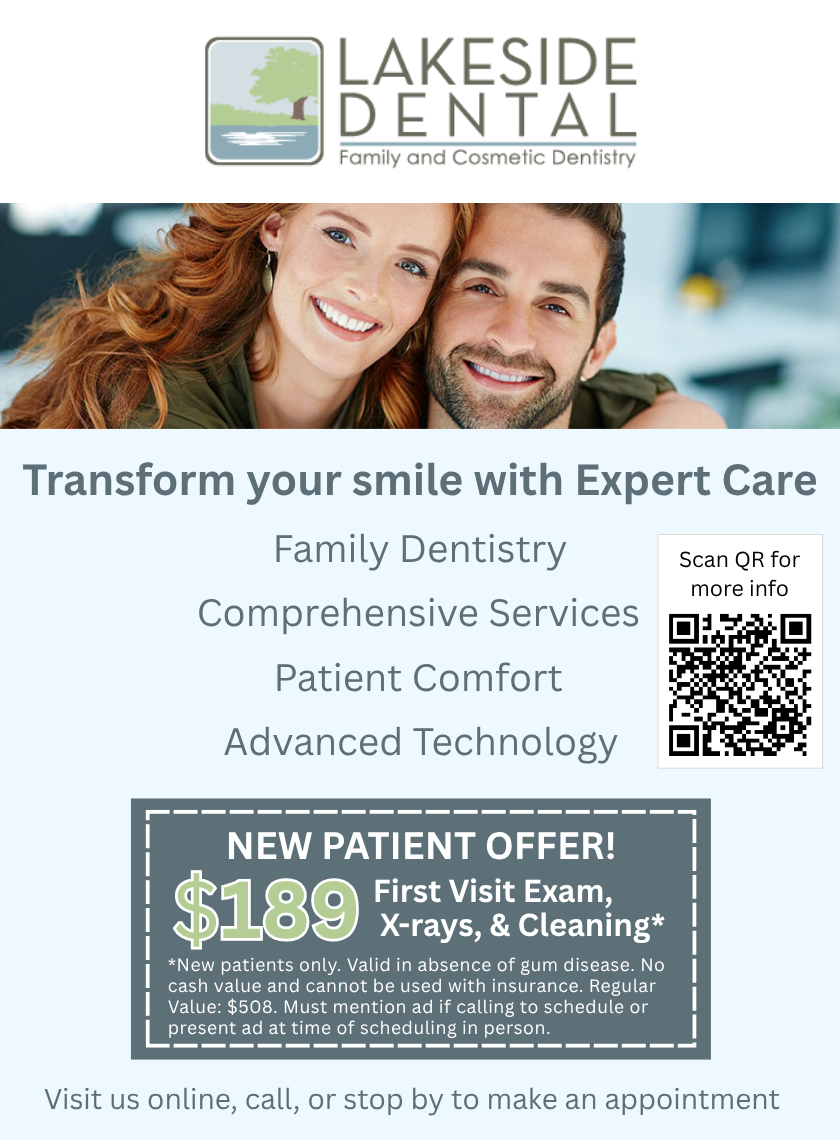 LAKESIDE
DENTAL
Family and Cosmetic Dentistry
Transform your smile with Expert Care
Family Dentistry
Comprehensive Services
Patient Comfort
Advanced Technology
Scan QR for
more info
NEW PATIENT OFFER!
$189
First Visit Exam,
X-rays, & Cleaning*
*New patients only. Valid in absence of gum disease. No
cash value and cannot be used with insurance. Regular
Value: $508. Must mention ad if calling to schedule or
present ad at time of scheduling in person.
Visit us online, call, or stop by to make an appointment